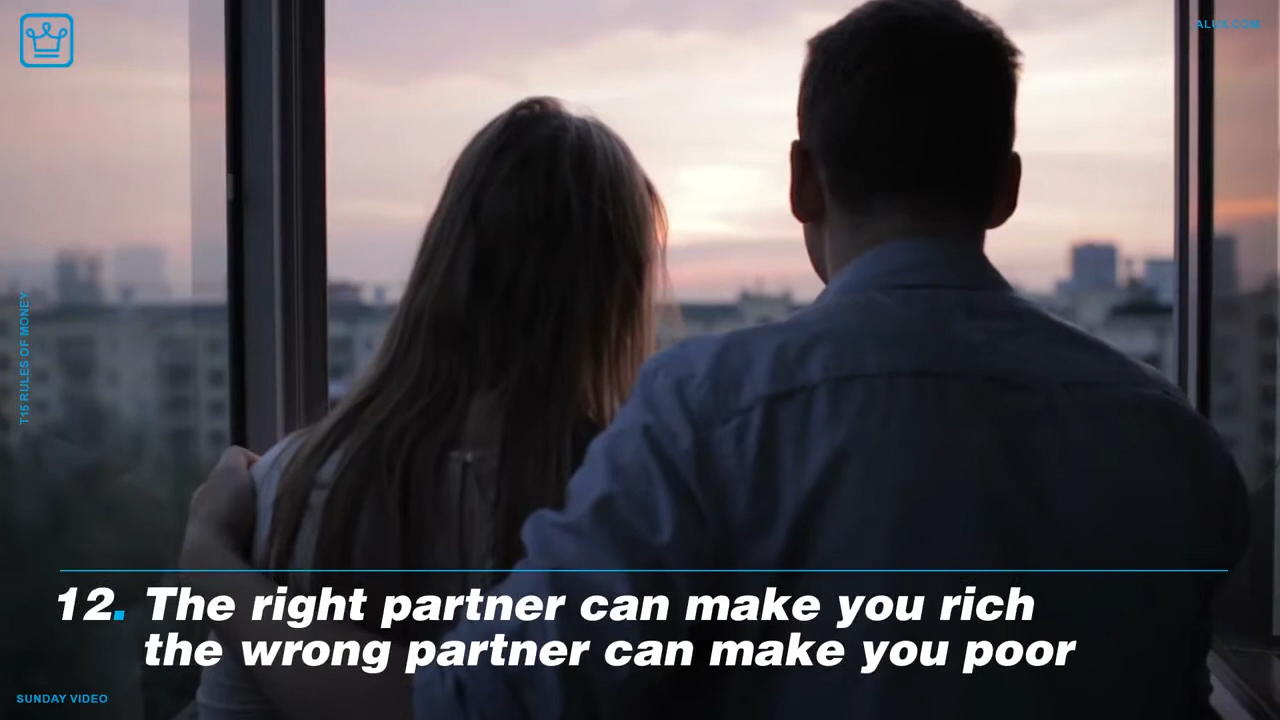 ALUX.COM
T15 RULES OF MONEY
12. The right partner can make you rich
the wrong partner can make you poor
SUNDAY VIDEO